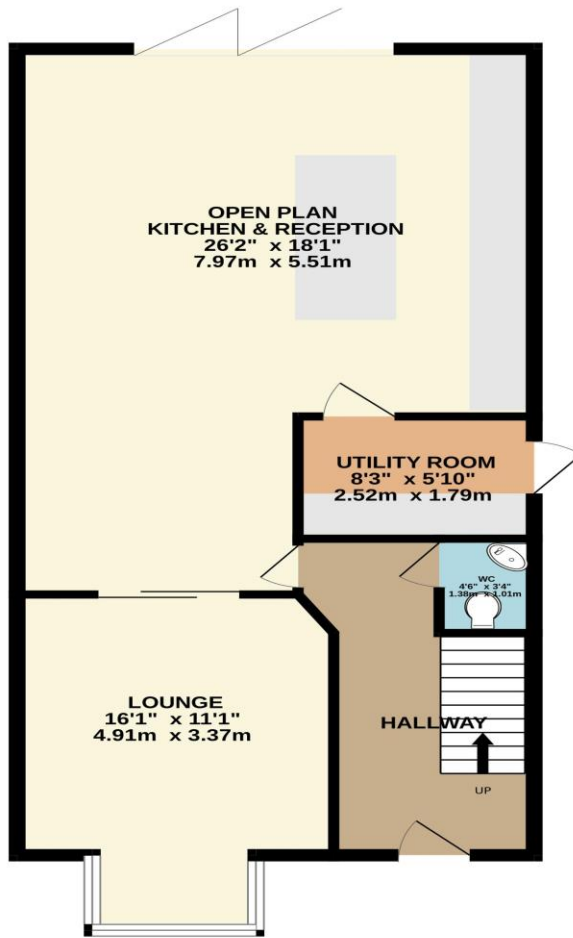 OPEN PLAN
KITCHEN & RECEPTION
26'2" x 18'1"
7.97m x 5.51m
UTILITY ROOM
8'3" x 5'10"
2.52m x 1.79m
WC
4'6" x 3'4"
1.38m x 1.01m
LOUNGE
16'1" x 11'1"
4.91m x 3.37m
HALLWAY
UP